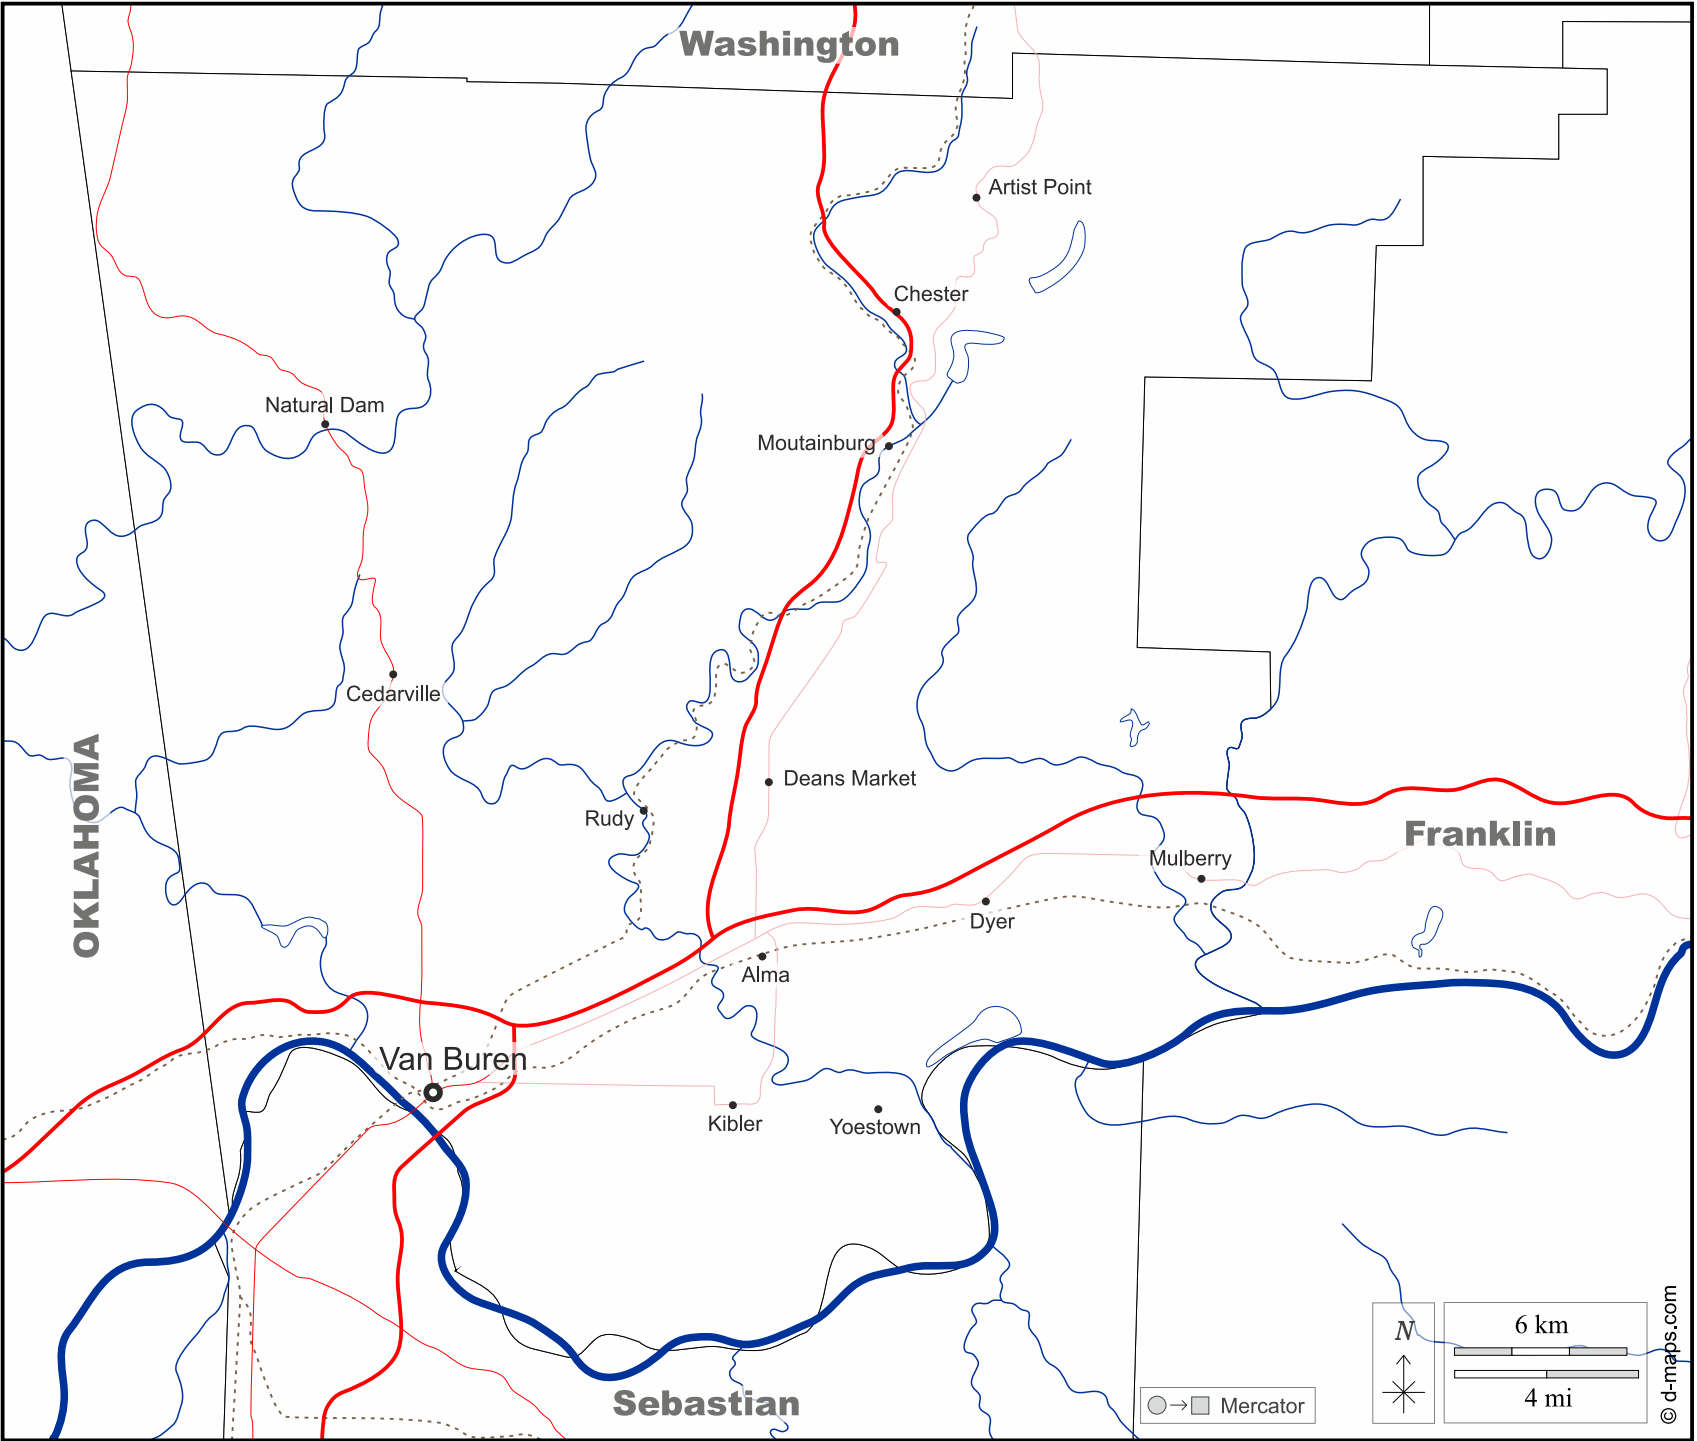 Washington
Artist Point
Chester
Natural Dam
Moutainburg
Cedarville
OKLAHOMA
Deans Market
Rudy
Franklin
Mulberry
Dyer
Alma
Van Buren
Kibler
Yoestown
Sebastian
N
6 km
4 mi
Mercator
© d-maps.com